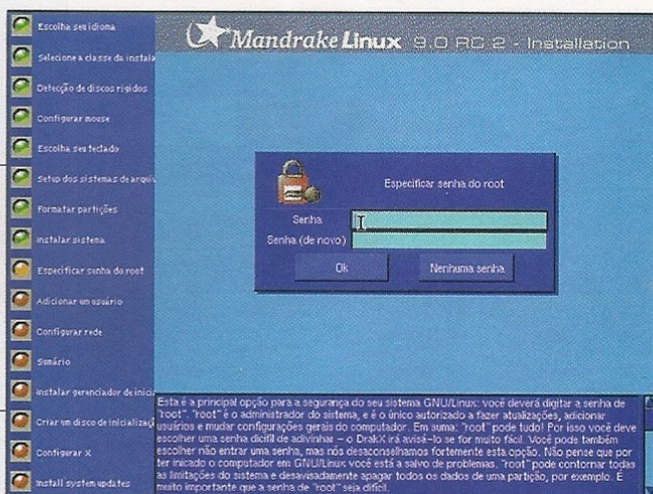 Mandrake Linux 9.0 RC 2 - Installation
Escolha seu idioma
Selecione a classe da instala
Detecção de discos rígidos
Configurar mouse
Escolha seu teclado
Setup dos sistemas de arquiv
Formatar partições
Instalar sistema
Especificar senha do root
Adicionar um usuário
Configurar rede
Sumário
Instalar gerenciador de inicia
Criar um disco de inicializaç
Configurar X
Install system updates
Especificar senha do root
Senha
Senha (de novo)
Ok
Nenhuma senha
Esta é a principal opção para a segurança do seu sistema GNU/Linux: você deverá digitar a senha de
"root". "root" é o administrador do sistema, e é o único autorizado a fazer atualizações, adicionar
usuários e mudar configurações gerais do computador. Em suma: "root" pode tudo! Por isso você deve
escolher uma senha dificil de adivinhar – o DrakX irá avisá-lo se for muito fácil. Você pode também
escolher não entrar uma senha, mas nós desaconselhamos fortemente esta opção. Não pense que por
ter iniciado o computador em GNU/Linux você está a salvo de problemas. "root" pode contornar todas
as limitações do sistema e desavisadamente apagar todos os dados de uma partição, por exemplo. É
muito importante que a senha de "root" seja difícil.